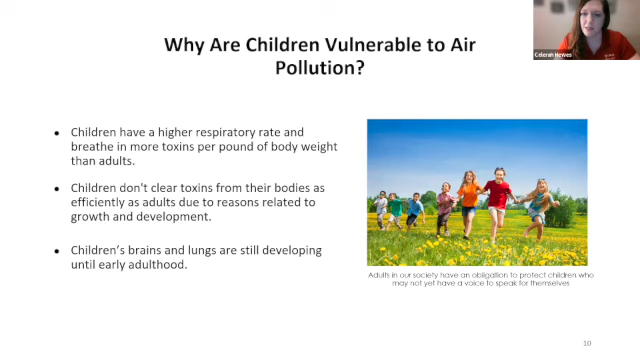 Why Are Children Vulnerable to Air
Pollution?
Celerah Hewes
• Children have a higher respiratory rate and
breathe in more toxins per pound of body weight
than adults.
• Children don't clear toxins from their bodies as
efficiently as adults due to reasons related to
growth and development.
• Children's brains and lungs are still developing
until early adulthood.
Adults in our society have an obligation to protect children who
may not yet have a voice to speak for themselves
10